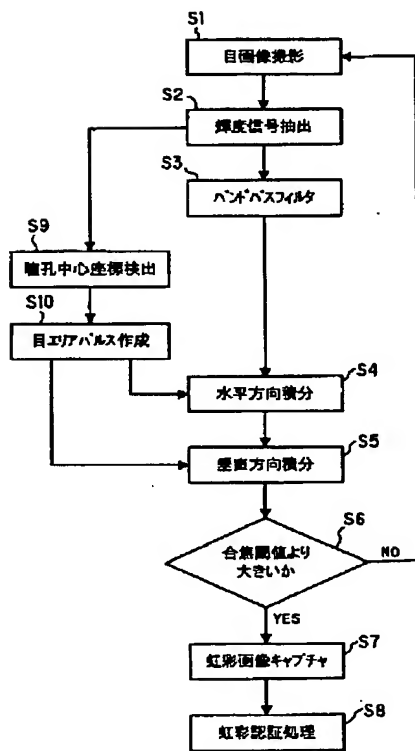 S1
目画像撮影
S2
輝度信号抽出
S3
バンドパスフィルタ
S9
瞳孔中心座標検出
S10
目エリアパルス作成
S4
水平方向積分
S5
垂直方向積分
S6
合焦閾値より
大きいか
NO
YES
S7
虹彩画像キャプチャ
S8
虹彩認証処理